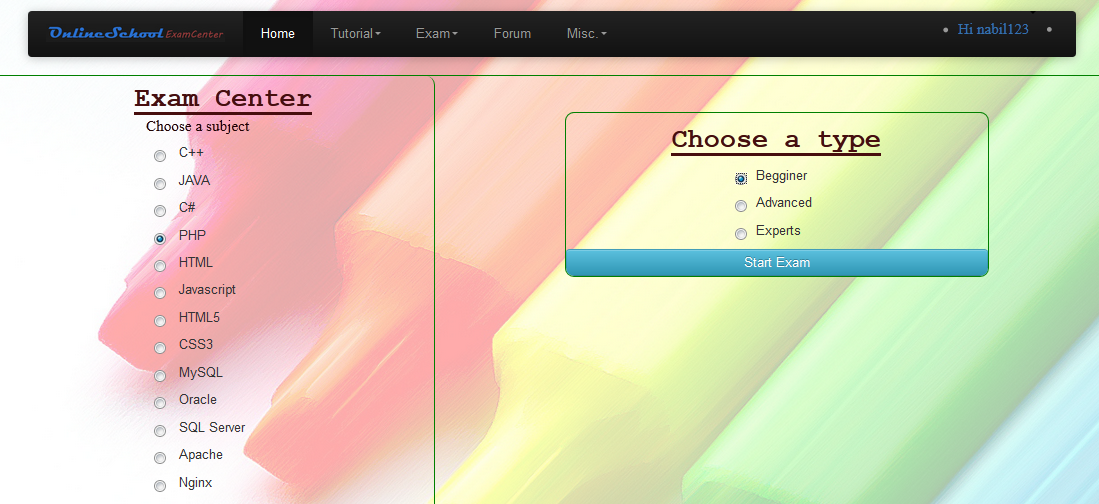 OnlineSchool ExamCenter Home Tutorial Exam Forum Misc. Hi nabil123
Exam Center
Choose a subject
C++
JAVA
C#
PHP
HTML
Javascript
HTML5
CSS3
MySQL
Oracle
SQL Server
Apache
Nginx
Choose a type
Begginer
Advanced
Experts
Start Exam